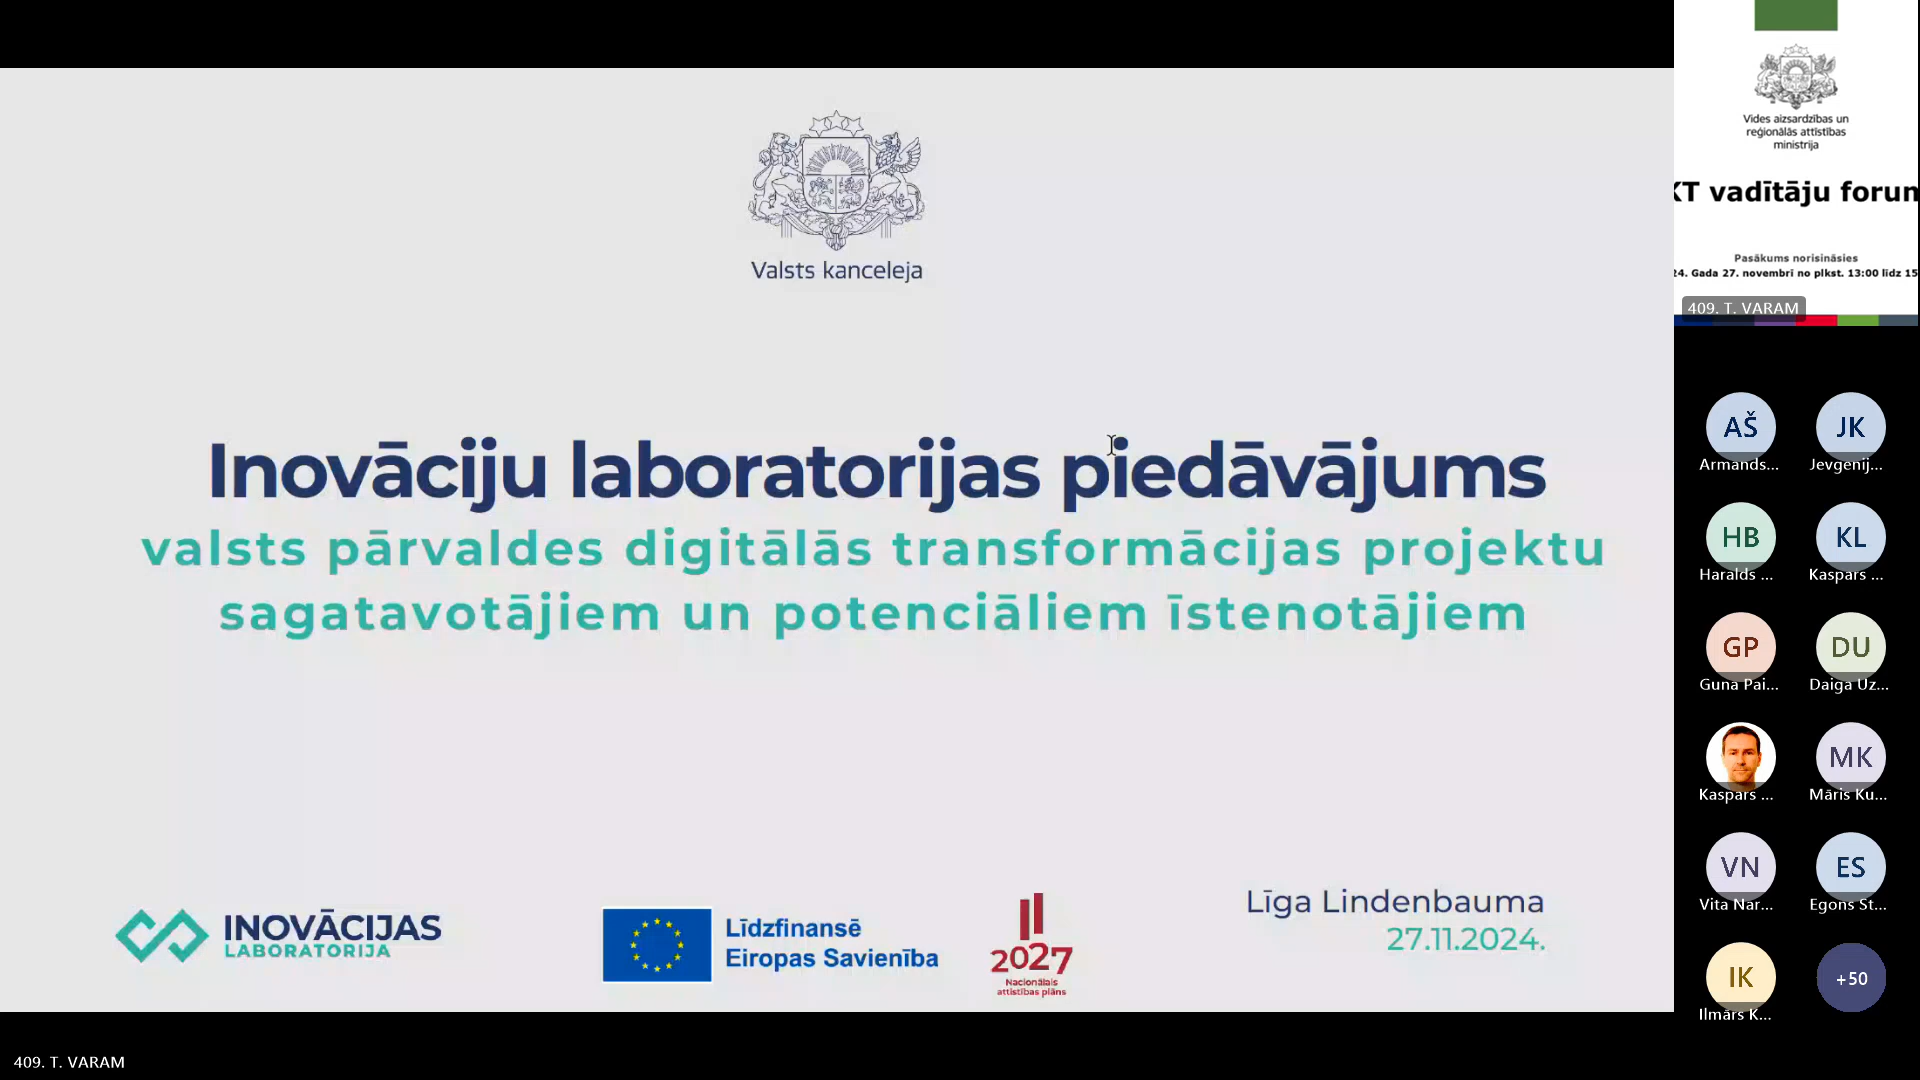 Valsts kanceleja
Inovāciju laboratorijas piedāvājums
valsts pārvaldes digitālās transformācijas projektu
sagatavotājiem un potenciāliem īstenotājiem
INOVĀCIJAS
LABORATORIJA
Līdzfinansē
Eiropas Savienība
2027
Nacionālais
attīstības plāns
Līga Lindenbauma
27.11.2024.
409. T. VARAM
Vides aizsardzības un
reģionālās attīstības
ministrija
KT vadītāju forum
Pasākums norisināsies
24. Gada 27. novembrī no plkst. 13:00 līdz 15
409. T. VARAM
AŠ JK
Armands... Jevgenij...
HB KL
Haralds ... Kaspars ...
GP DU
Guna Pai... Daiga Uz...
MK
Kaspars ... Māris Ku...
VN ES
Vita Nar... Egons St...
IK +50
Ilmārs K...